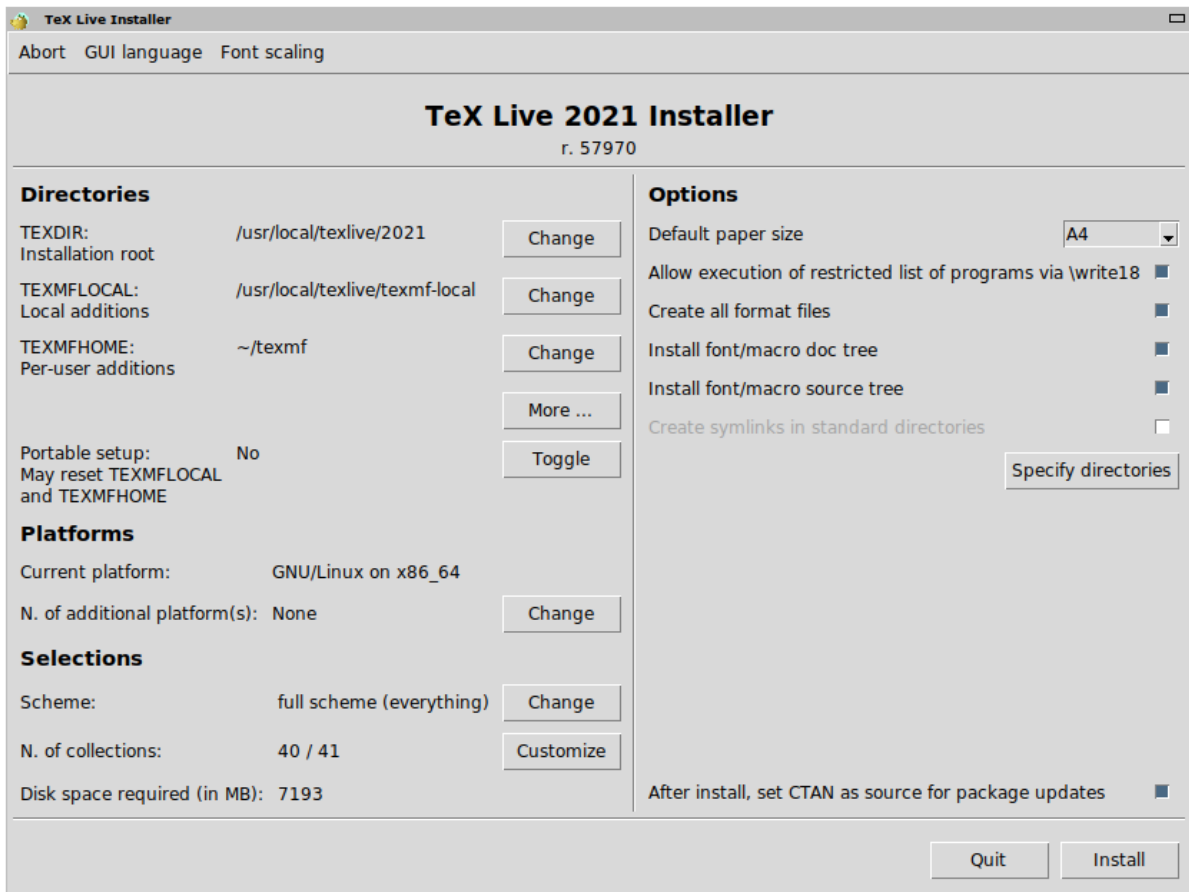 TeX Live Installer
Abort GUI language Font scaling
TeX Live 2021 Installer
r. 57970
Directories
TEXDIR: /usr/local/texlive/2021 Change
Installation root
TEXMFLOCAL: /usr/local/texlive/texmf-local Change
Local additions
TEXMFHOME: ~/texmf Change
Per-user additions
More ...
Portable setup: No Toggle
May reset TEXMFLOCAL
and TEXMFHOME
Platforms
Current platform: GNU/Linux on x86_64
N. of additional platform(s): None Change
Selections
Scheme: full scheme (everything) Change
N. of collections: 40 / 41 Customize
Disk space required (in MB): 7193
Options
Default paper size A4
Allow execution of restricted list of programs via \write18
Create all format files
Install font/macro doc tree
Install font/macro source tree
Create symlinks in standard directories
Specify directories
After install, set CTAN as source for package updates
Quit Install